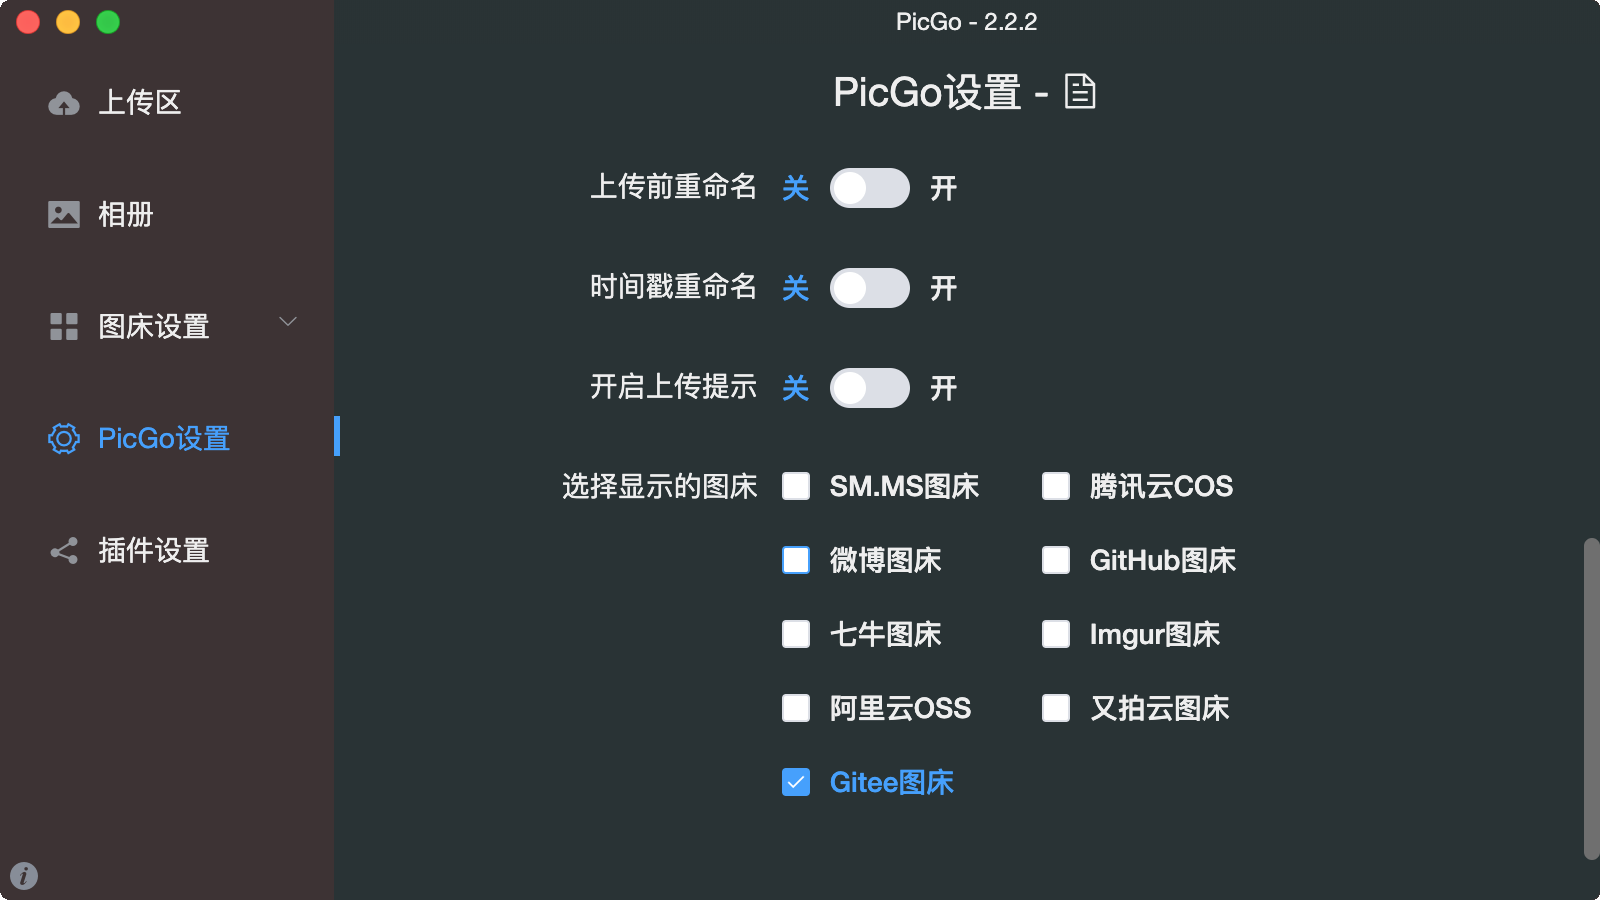 PicGo - 2.2.2
上传区
相册
图床设置
PicGo设置
插件设置
PicGo设置 -
上传前重命名 关 开
时间戳重命名 关 开
开启上传提示 关 开
选择显示的图床 SM.MS图床 腾讯云COS
微博图床 GitHub图床
七牛图床 Imgur图床
阿里云OSS 又拍云图床
Gitee图床